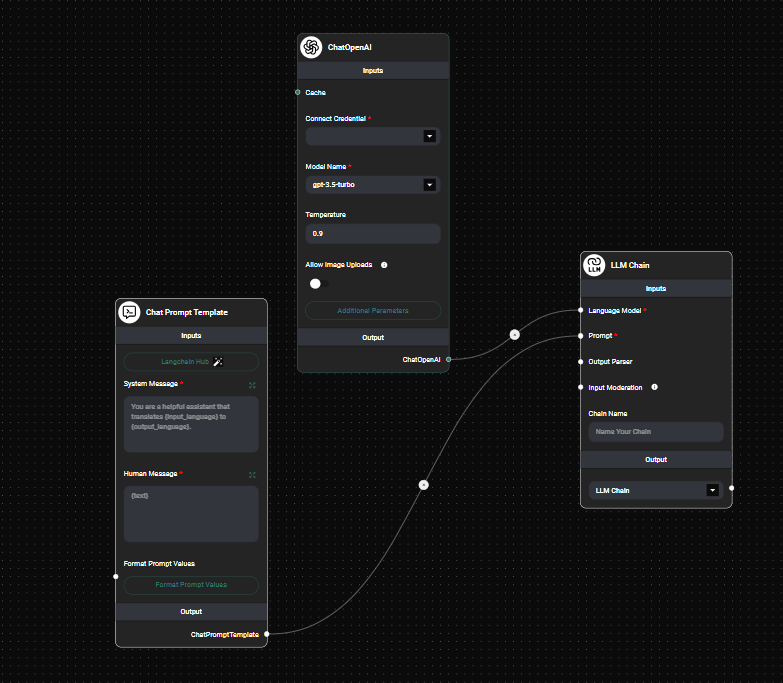 ChatOpenAI
Inputs
Cache
Connect Credential *
Model Name *
gpt-3.5-turbo
Temperature
0.9
Allow Image Uploads
Additional Parameters
Output
ChatOpenAI
LLM
LLM Chain
Inputs
Language Model *
Prompt *
Output Parser
Input Moderation
Chain Name
Name Your Chain
Output
LLM Chain
Chat Prompt Template
Inputs
Langchain Hub
System Message *
You are a helpful assistant that
translates {input_language} to
{output_language}.
Human Message *
{text}
Format Prompt Values
Format Prompt Values
Output
ChatPromptTemplate